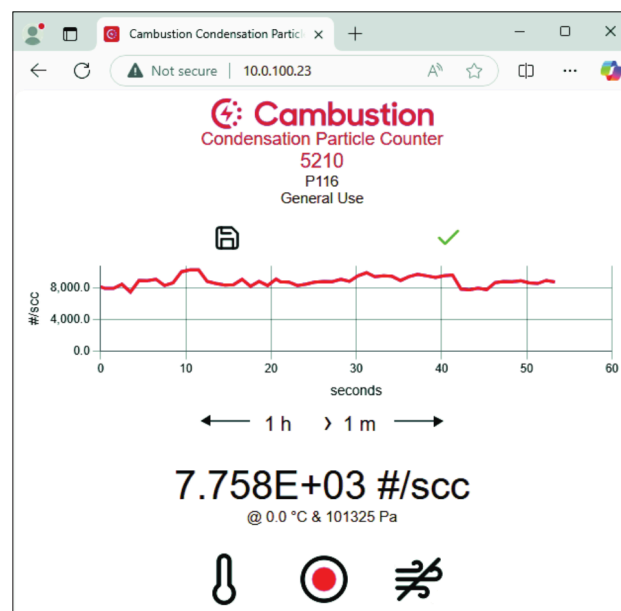 Cambustion Condensation Particle
Not secure | 10.0.100.23
Cambustion
Condensation Particle Counter
5210
P116
General Use
#/scc
8,000.0
4,000.0
0.0
0 10 20 30 40 50 60
seconds
1 h › 1 m
7.758E+03 #/scc
@ 0.0 °C & 101325 Pa